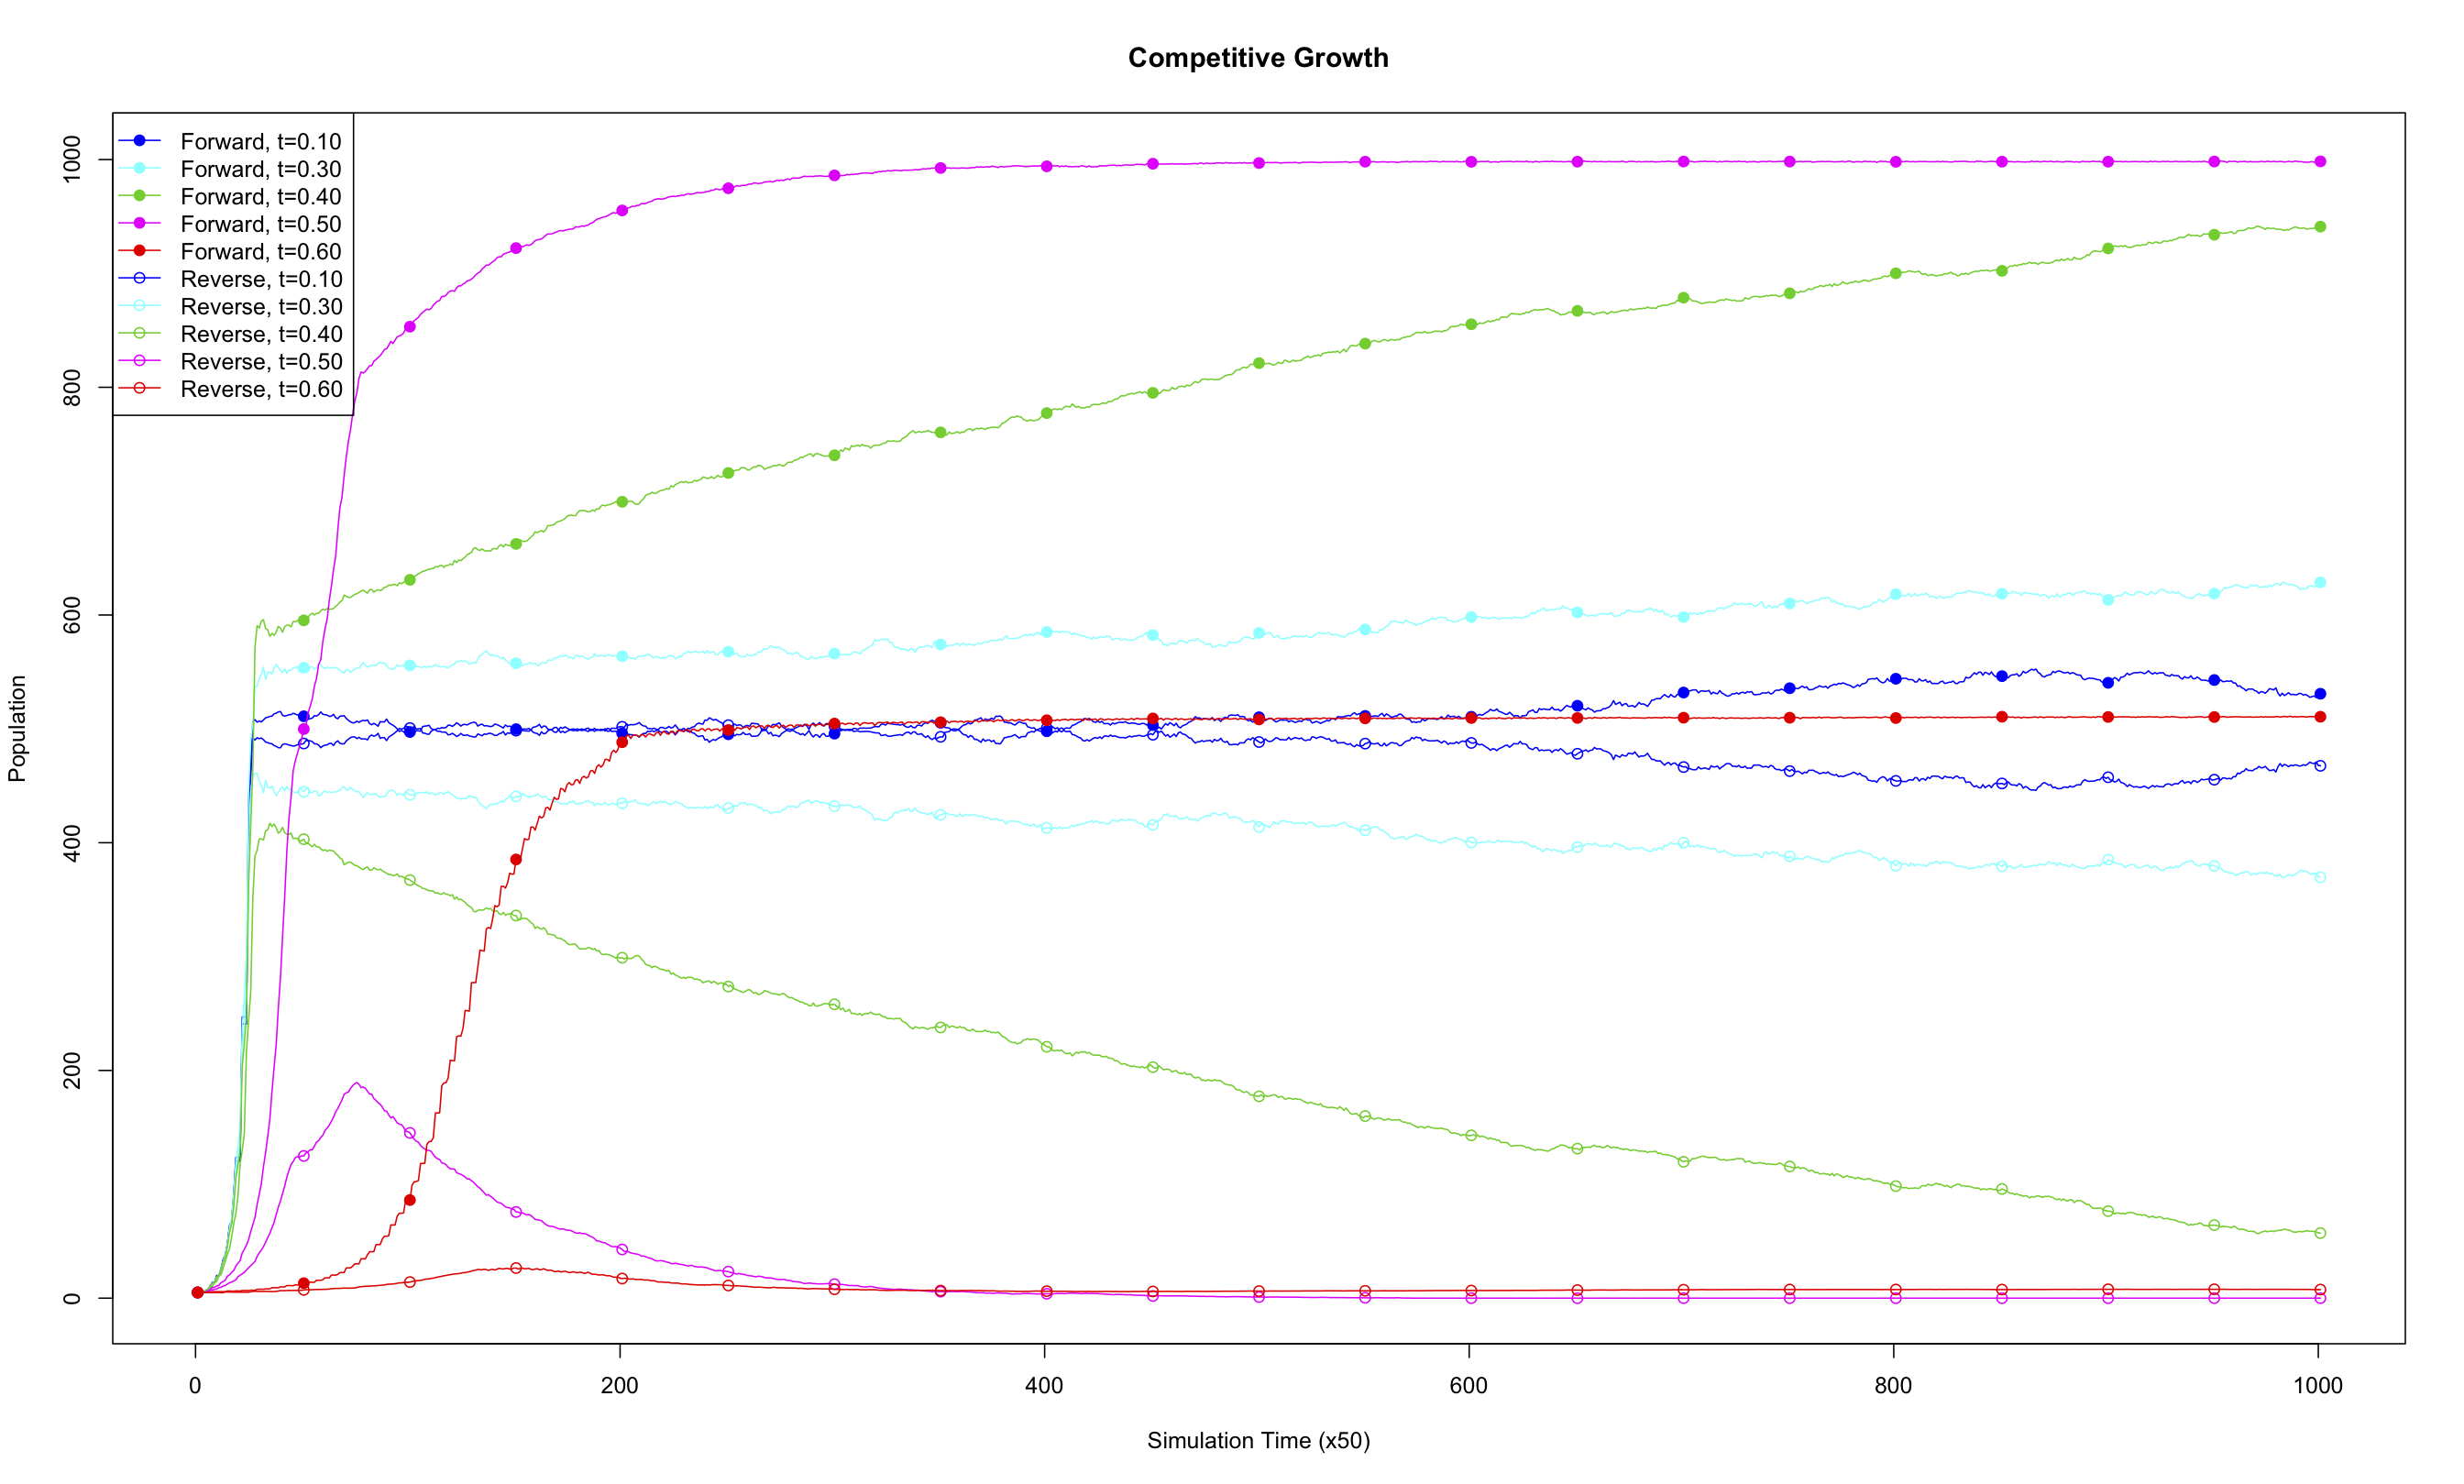 Competitive Growth
Forward, t=0.10
Forward, t=0.30
Forward, t=0.40
Forward, t=0.50
Forward, t=0.60
Reverse, t=0.10
Reverse, t=0.30
Reverse, t=0.40
Reverse, t=0.50
Reverse, t=0.60
Population
1000
800
600
400
200
0
0 200 400 600 800 1000
Simulation Time (x50)